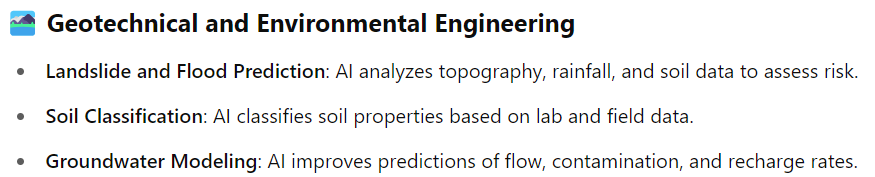 Geotechnical and Environmental Engineering
Landslide and Flood Prediction: AI analyzes topography, rainfall, and soil data to assess risk.
Soil Classification: AI classifies soil properties based on lab and field data.
Groundwater Modeling: AI improves predictions of flow, contamination, and recharge rates.